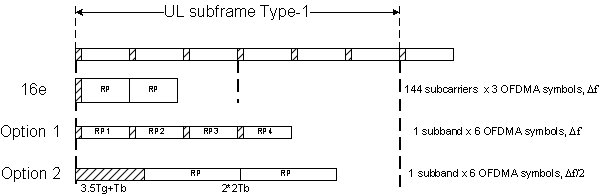 UL subframe Type-1
16e
RP RP
144 subcarriers x 3 OFDMA symbols, Δf
Option 1
RP1 RP2 RP3 RP4
1 subband x 6 OFDMA symbols, Δf
Option 2
RP RP
1 subband x 6 OFDMA symbols, Δf/2
3.5Tg+Tb 2*2Tb